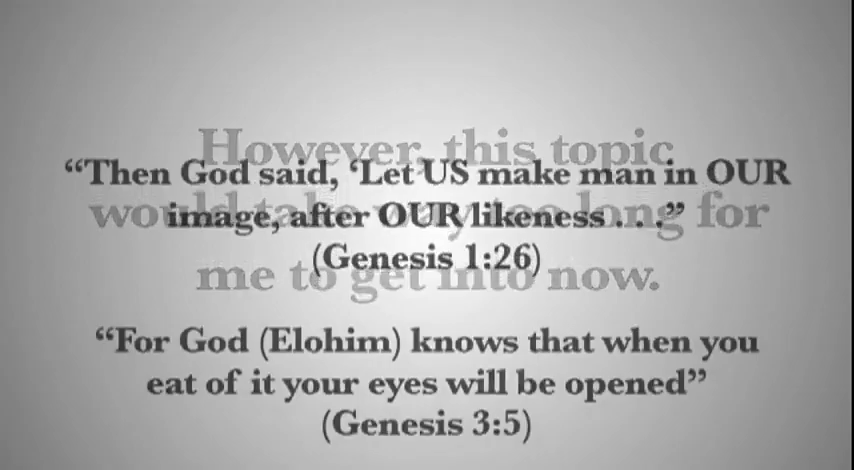 However, this topic
would take way too long for
me to get into now.
“Then God said, ‘Let US make man in OUR
image, after OUR likeness . . . .”
(Genesis 1:26)
“For God (Elohim) knows that when you
eat of it your eyes will be opened”
(Genesis 3:5)